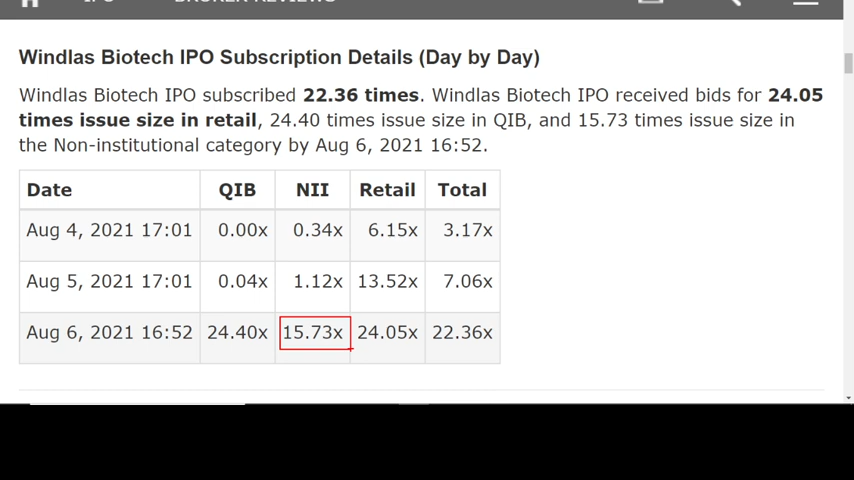 Windlas Biotech IPO Subscription Details (Day by Day)
Windlas Biotech IPO subscribed 22.36 times. Windlas Biotech IPO received bids for 24.05
times issue size in retail, 24.40 times issue size in QIB, and 15.73 times issue size in
the Non-institutional category by Aug 6, 2021 16:52.
Date QIB NII Retail Total
Aug 4, 2021 17:01 0.00x 0.34x 6.15x 3.17x
Aug 5, 2021 17:01 0.04x 1.12x 13.52x 7.06x
Aug 6, 2021 16:52 24.40x 15.73x 24.05x 22.36x